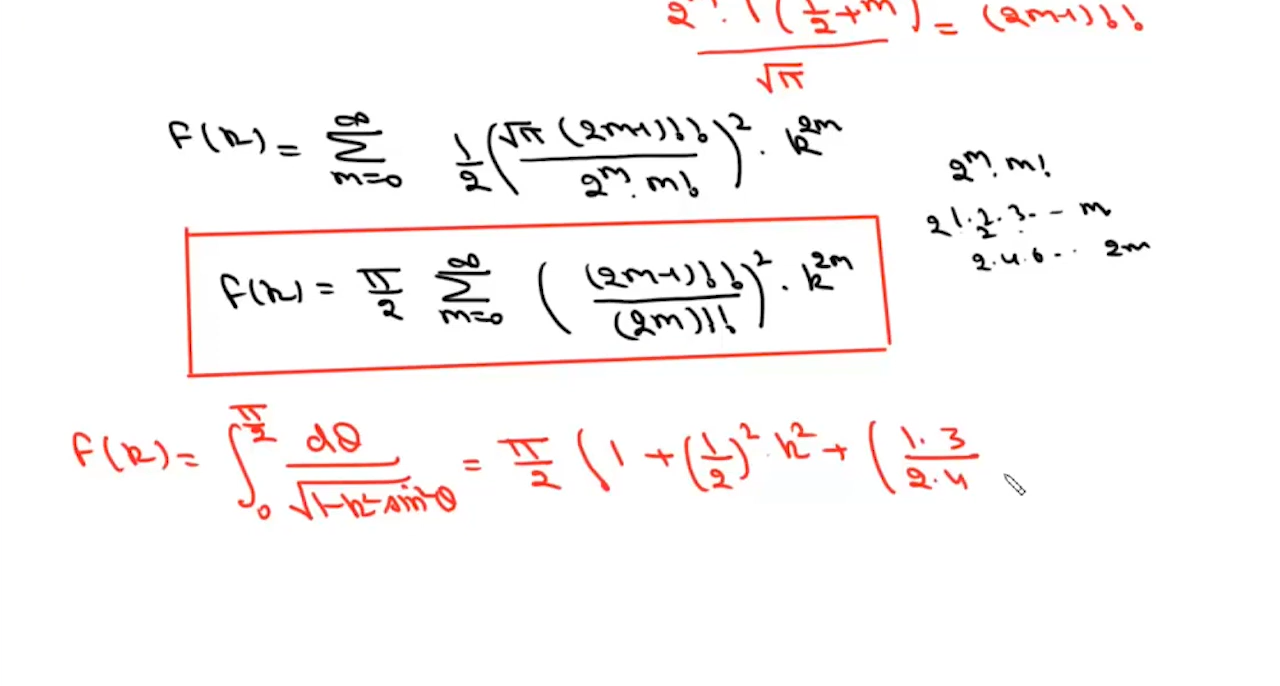 2^m · Γ(1/2 + m) / √π = (2m-1)!!
F(k) = Σ_{m=0}^{∞} 1/2 (√π (2m-1)!! / 2^m · m!)^2 · k^{2m}
2^m · m!
2 1 · 2 · 3 · - - m
2 · 4 · 6 · · · 2m
F(k) = π/2 Σ_{m=0}^{∞} ((2m-1)!! / (2m)!!)^2 · k^{2m}
F(k) = ∫_0^{π/2} dθ / √(1-k² sin²θ) = π/2 (1 + (1/2)^2 · k² + (1·3 / 2·4